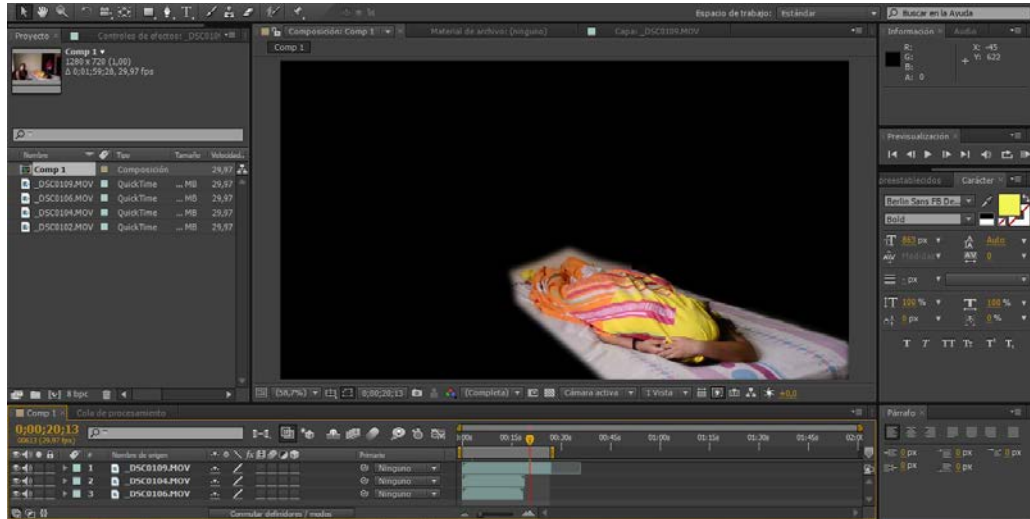 Espacio de trabajo: Estándar
Buscar en la Ayuda
Proyecto
Controles de efectos: _DSC0109
Composición: Comp 1
Material de archivo: (ninguno)
Capa: _DSC0109.MOV
Información
Audio
Comp 1
Comp 1
1280 x 720 (1,00)
Δ 0;01;59;28, 29,97 fps
R:
G:
B:
A: 0
X: -45
Y: 622
Previsualización
Nombre
Tipo
Tamaño
Velocidad...
Comp 1
Composición
29,97
_DSC0109.MOV
QuickTime
... MB
29,97
_DSC0106.MOV
QuickTime
... MB
29,97
_DSC0104.MOV
QuickTime
... MB
29,97
_DSC0102.MOV
QuickTime
... MB
29,97
preestablecidos
Carácter
Berlin Sans FB De...
Bold
863 px
Auto
Medidas
0
- px
100 %
100 %
0 px
0 %
T T TT Tt T' T,
8 bpc
(56,7%)
0;00;20;13
(Completa)
Cámara activa
1 Vista
+0,0
Comp 1
Cola de procesamiento
Párrafo
0;00;20;13
00613 (29.97 fps)
00:15s
00:30s
00:45s
01:00s
01:15s
01:30s
01:45s
02:0
#
Nombre de origen
Primario
1
_DSC0109.MOV
Ninguno
2
_DSC0104.MOV
Ninguno
3
_DSC0106.MOV
Ninguno
0 px
0 px
0 px
0 px
0 px
Conmutar definidores / modos